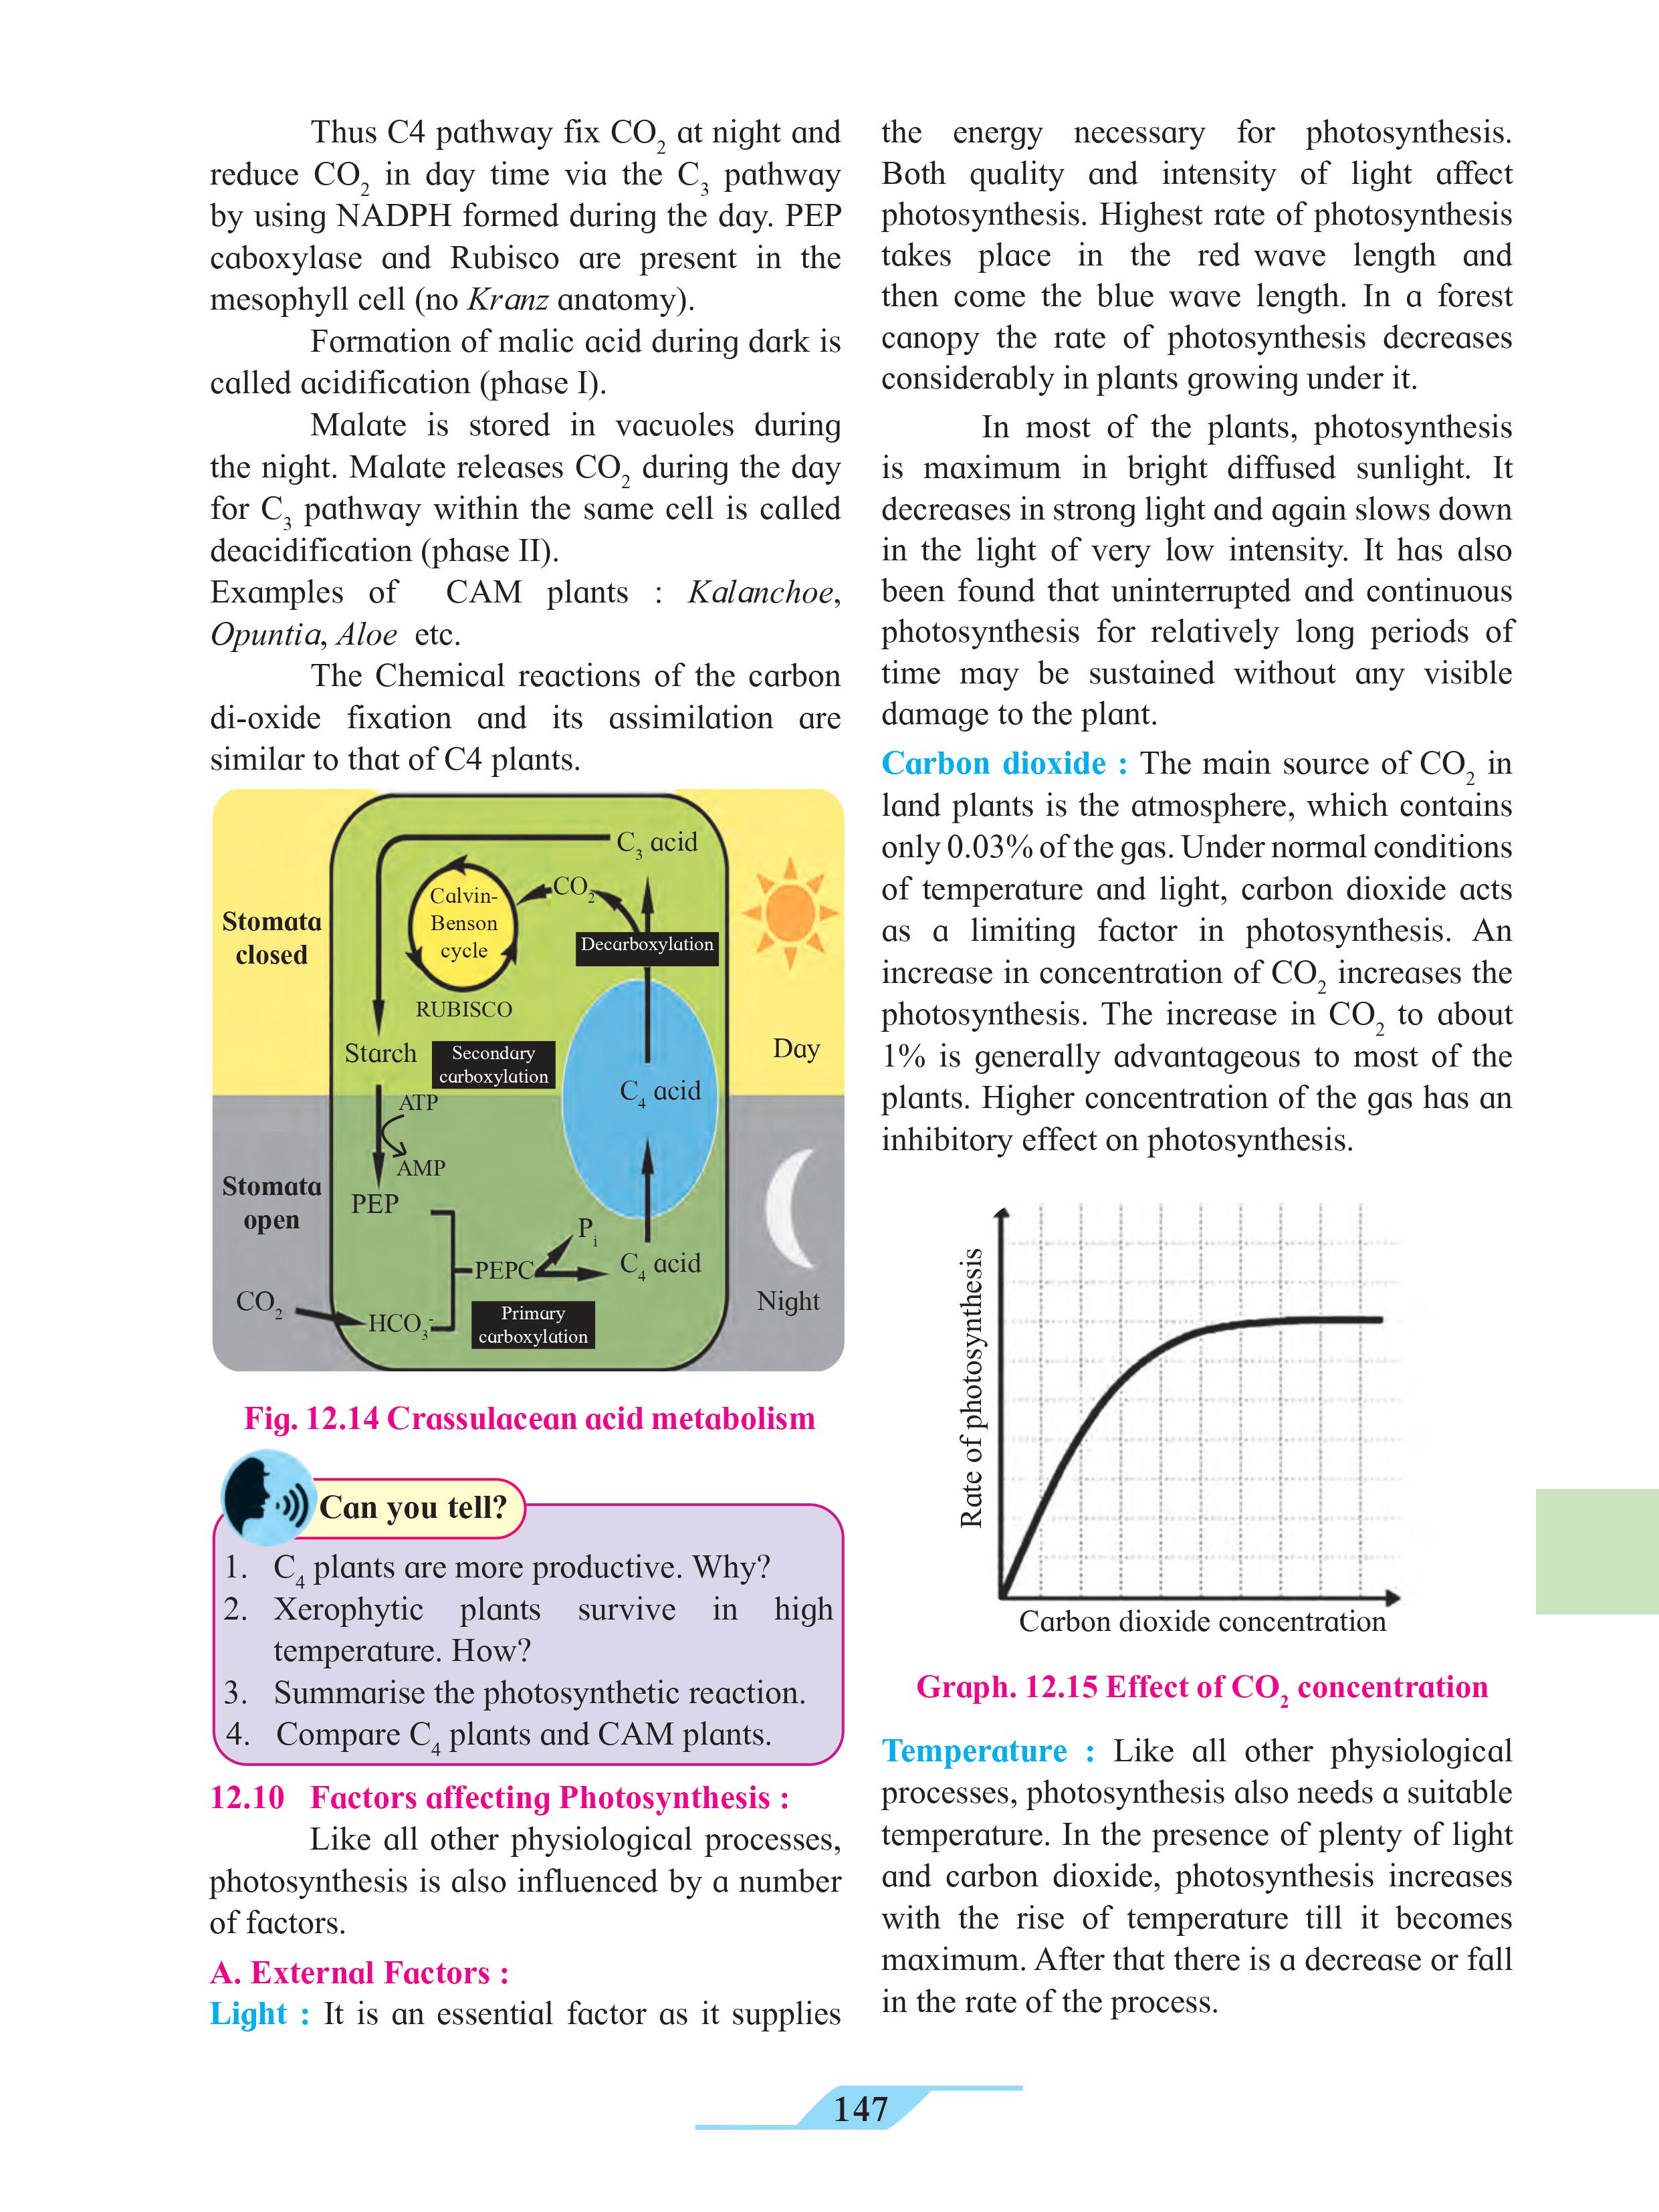 Thus C4 pathway fix CO₂ at night and
reduce CO₂ in day time via the C₃ pathway
by using NADPH formed during the day. PEP
caboxylase and Rubisco are present in the
mesophyll cell (no Kranz anatomy).
Formation of malic acid during dark is
called acidification (phase I).
Malate is stored in vacuoles during
the night. Malate releases CO₂ during the day
for C₃ pathway within the same cell is called
deacidification (phase II).
Examples of CAM plants : Kalanchoe,
Opuntia, Aloe etc.
The Chemical reactions of the carbon
di-oxide fixation and its assimilation are
similar to that of C4 plants.
C₃ acid
CO₂
Calvin-
Benson
cycle
Decarboxylation
Stomata
closed
RUBISCO
Starch
Secondary
carboxylation
Day
C₄ acid
ATP
AMP
Stomata
open
PEP
Pᵢ
PEPC
C₄ acid
CO₂
HCO₃⁻
Primary
carboxylation
Night
Fig. 12.14 Crassulacean acid metabolism
Can you tell?
1. C₄ plants are more productive. Why?
2. Xerophytic plants survive in high
temperature. How?
3. Summarise the photosynthetic reaction.
4. Compare C₄ plants and CAM plants.
12.10 Factors affecting Photosynthesis :
Like all other physiological processes,
photosynthesis is also influenced by a number
of factors.
A. External Factors :
Light : It is an essential factor as it supplies
the energy necessary for photosynthesis.
Both quality and intensity of light affect
photosynthesis. Highest rate of photosynthesis
takes place in the red wave length and
then come the blue wave length. In a forest
canopy the rate of photosynthesis decreases
considerably in plants growing under it.
In most of the plants, photosynthesis
is maximum in bright diffused sunlight. It
decreases in strong light and again slows down
in the light of very low intensity. It has also
been found that uninterrupted and continuous
photosynthesis for relatively long periods of
time may be sustained without any visible
damage to the plant.
Carbon dioxide : The main source of CO₂ in
land plants is the atmosphere, which contains
only 0.03% of the gas. Under normal conditions
of temperature and light, carbon dioxide acts
as a limiting factor in photosynthesis. An
increase in concentration of CO₂ increases the
photosynthesis. The increase in CO₂ to about
1% is generally advantageous to most of the
plants. Higher concentration of the gas has an
inhibitory effect on photosynthesis.
Rate of photosynthesis
Carbon dioxide concentration
Graph. 12.15 Effect of CO₂ concentration
Temperature : Like all other physiological
processes, photosynthesis also needs a suitable
temperature. In the presence of plenty of light
and carbon dioxide, photosynthesis increases
with the rise of temperature till it becomes
maximum. After that there is a decrease or fall
in the rate of the process.
147